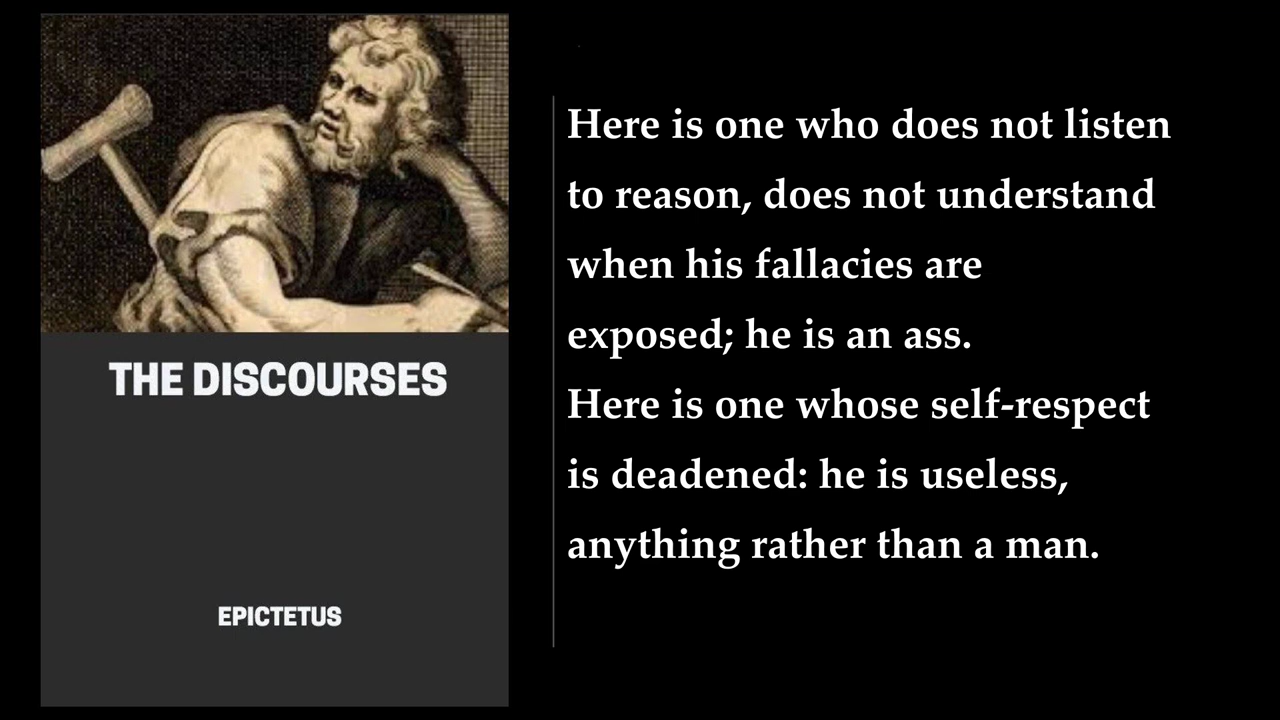 THE DISCOURSES
EPICTETUS
Here is one who does not listen
to reason, does not understand
when his fallacies are
exposed; he is an ass.
Here is one whose self-respect
is deadened: he is useless,
anything rather than a man.